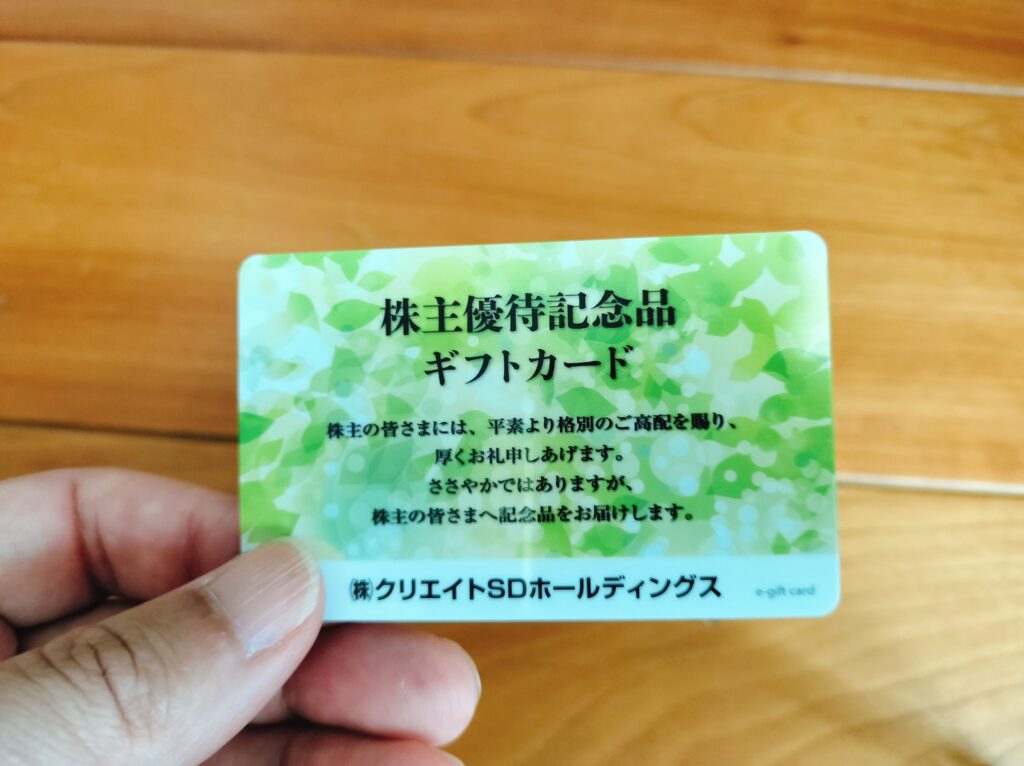 株主優待記念品
ギフトカード
株主の皆さまには、平素より格別のご高配を賜り、
厚くお礼申しあげます。
ささやかではありますが、
株主の皆さまへ記念品をお届けします。
㈱クリエイトSDホールディングス
e-gift card